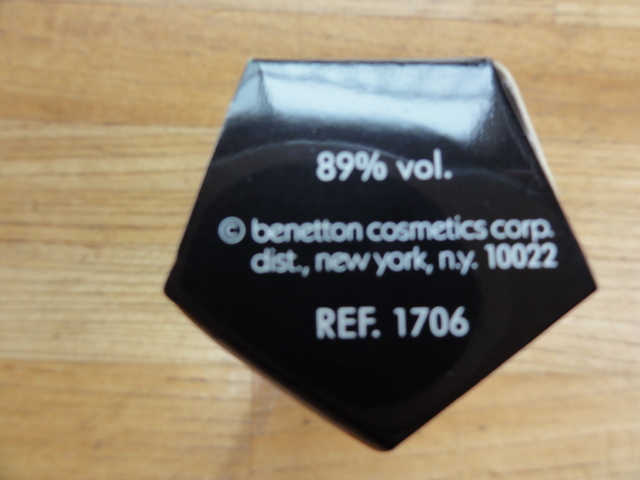 89% vol.
© benetton cosmetics corp.
dist., new york, n.y. 10022
REF. 1706